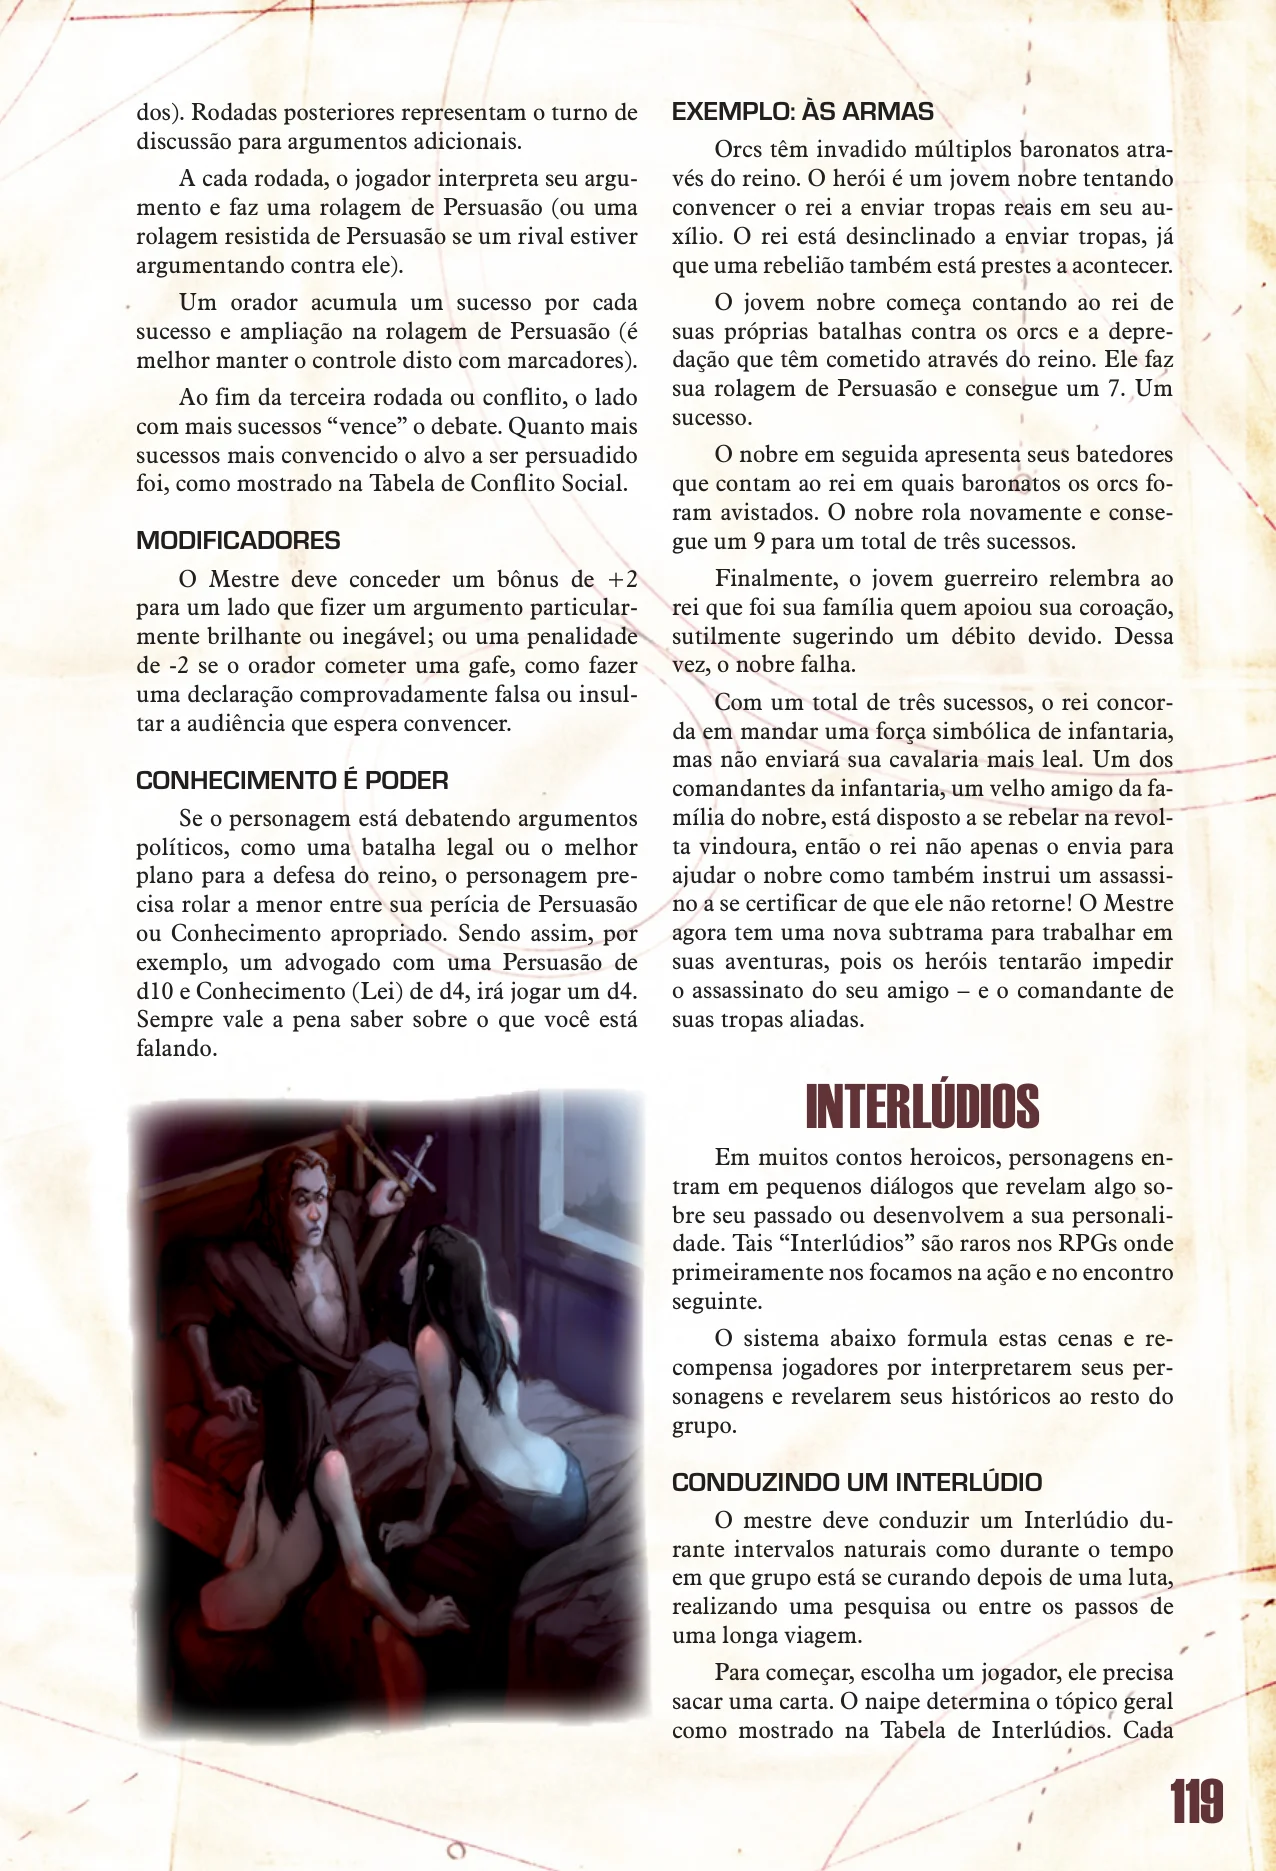 dos). Rodadas posteriores representam o turno de
discussão para argumentos adicionais.
A cada rodada, o jogador interpreta seu argu-
mento e faz uma rolagem de Persuasão (ou uma
rolagem resistida de Persuasão se um rival estiver
argumentando contra ele).
Um orador acumula um sucesso por cada
sucesso e ampliação na rolagem de Persuasão (é
melhor manter o controle disto com marcadores).
Ao fim da terceira rodada ou conflito, o lado
com mais sucessos “vence” o debate. Quanto mais
sucessos mais convencido o alvo a ser persuadido
foi, como mostrado na Tabela de Conflito Social.
MODIFICADORES
O Mestre deve conceder um bônus de +2
para um lado que fizer um argumento particular-
mente brilhante ou inegável; ou uma penalidade
de -2 se o orador cometer uma gafe, como fazer
uma declaração comprovadamente falsa ou insul-
tar a audiência que espera convencer.
CONHECIMENTO É PODER
Se o personagem está debatendo argumentos
políticos, como uma batalha legal ou o melhor
plano para a defesa do reino, o personagem pre-
cisa rolar a menor entre sua perícia de Persuasão
ou Conhecimento apropriado. Sendo assim, por
exemplo, um advogado com uma Persuasão de
d10 e Conhecimento (Lei) de d4, irá jogar um d4.
Sempre vale a pena saber sobre o que você está
falando.
EXEMPLO: ÀS ARMAS
Orcs têm invadido múltiplos baronatos atra-
vés do reino. O herói é um jovem nobre tentando
convencer o rei a enviar tropas reais em seu au-
xílio. O rei está desinclinado a enviar tropas, já
que uma rebelião também está prestes a acontecer.
O jovem nobre começa contando ao rei de
suas próprias batalhas contra os orcs e a depre-
dação que têm cometido através do reino. Ele faz
sua rolagem de Persuasão e consegue um 7. Um
sucesso.
O nobre em seguida apresenta seus batedores
que contam ao rei em quais baronatos os orcs fo-
ram avistados. O nobre rola novamente e conse-
gue um 9 para um total de três sucessos.
Finalmente, o jovem guerreiro relembra ao
rei que foi sua família quem apoiou sua coroação,
sutilmente sugerindo um débito devido. Dessa
vez, o nobre falha.
Com um total de três sucessos, o rei concor-
da em mandar uma força simbólica de infantaria,
mas não enviará sua cavalaria mais leal. Um dos
comandantes da infantaria, um velho amigo da fa-
mília do nobre, está disposto a se rebelar na revol-
ta vindoura, então o rei não apenas o envia para
ajudar o nobre como também instrui um assassi-
no a se certificar de que ele não retorne! O Mestre
agora tem uma nova subtrama para trabalhar em
suas aventuras, pois os heróis tentarão impedir
o assassinato do seu amigo – e o comandante de
suas tropas aliadas.
INTERLÚDIOS
Em muitos contos heroicos, personagens en-
tram em pequenos diálogos que revelam algo so-
bre seu passado ou desenvolvem a sua personali-
dade. Tais “Interlúdios” são raros nos RPGs onde
primeiramente nos focamos na ação e no encontro
seguinte.
O sistema abaixo formula estas cenas e re-
compensa jogadores por interpretarem seus per-
sonagens e revelarem seus históricos ao resto do
grupo.
CONDUZINDO UM INTERLÚDIO
O mestre deve conduzir um Interlúdio du-
rante intervalos naturais como durante o tempo
em que grupo está se curando depois de uma luta,
realizando uma pesquisa ou entre os passos de
uma longa viagem.
Para começar, escolha um jogador, ele precisa
sacar uma carta. O naipe determina o tópico geral
como mostrado na Tabela de Interlúdios. Cada
119